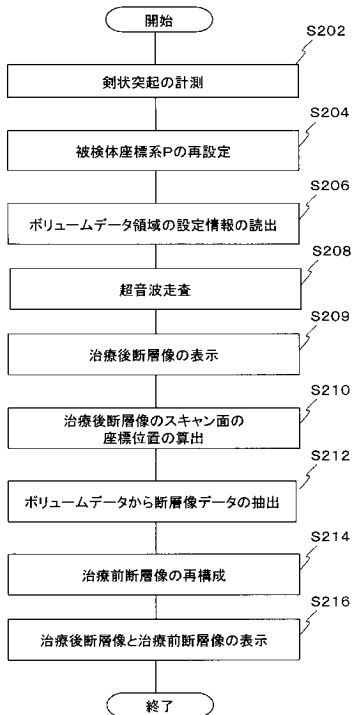 開始
S202
剣状突起の計測
S204
被検体座標系Pの再設定
S206
ボリュームデータ領域の設定情報の読出
S208
超音波走査
S209
治療後断層像の表示
S210
治療後断層像のスキャン面の
座標位置の算出
S212
ボリュームデータから断層像データの抽出
S214
治療前断層像の再構成
S216
治療後断層像と治療前断層像の表示
終了